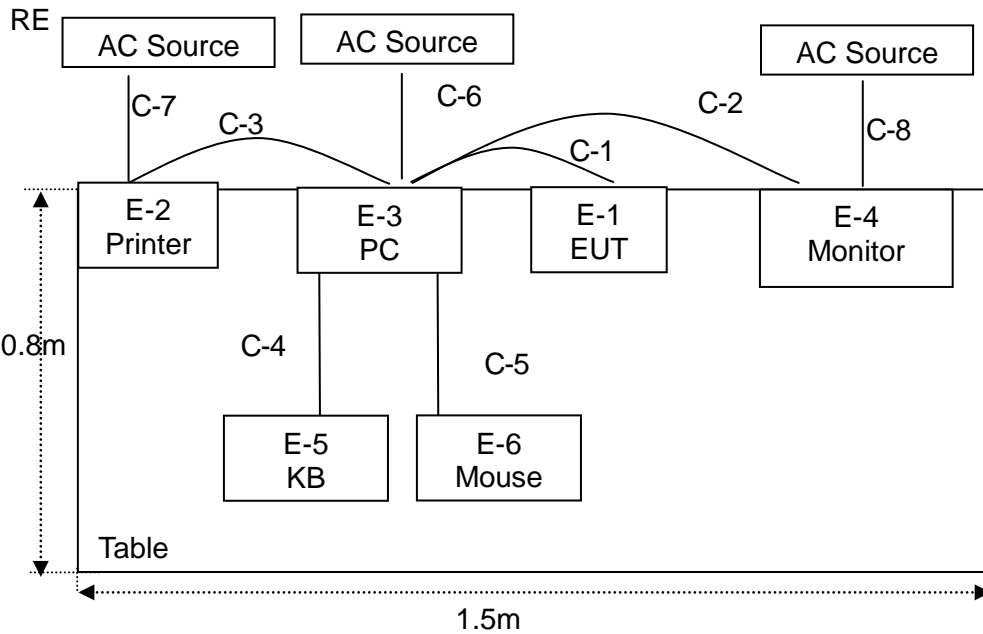 RE
AC Source
AC Source
AC Source
C-7
C-6
C-2
C-3
C-1
C-8
E-2
Printer
E-3
PC
E-1
EUT
E-4
Monitor
0.8m
C-4
C-5
E-5
KB
E-6
Mouse
Table
1.5m